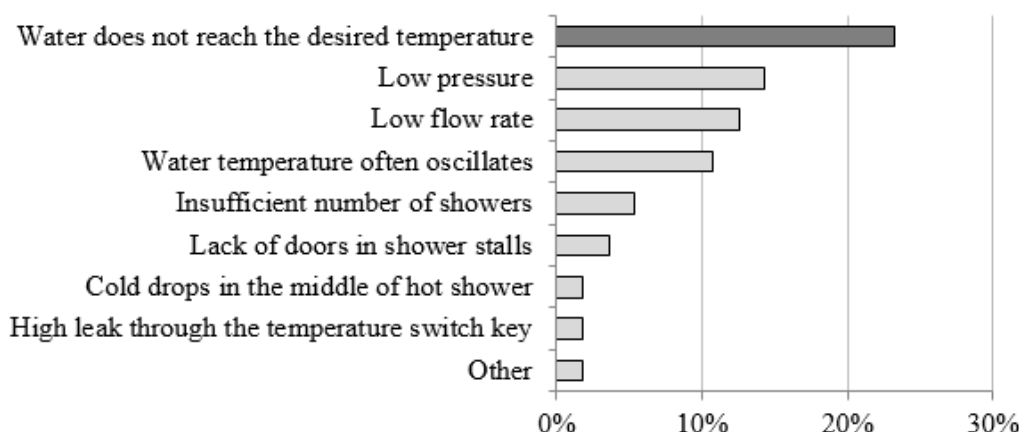 Water does not reach the desired temperature
Low pressure
Low flow rate
Water temperature often oscillates
Insufficient number of showers
Lack of doors in shower stalls
Cold drops in the middle of hot shower
High leak through the temperature switch key
Other
0% 10% 20% 30%